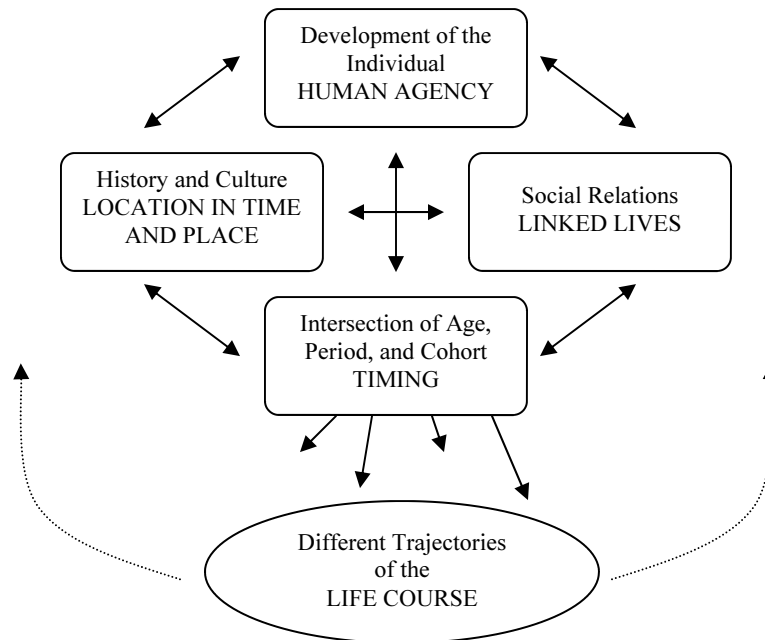 Development of the
Individual
HUMAN AGENCY
History and Culture
LOCATION IN TIME
AND PLACE
Social Relations
LINKED LIVES
Intersection of Age,
Period, and Cohort
TIMING
Different Trajectories
of the
LIFE COURSE